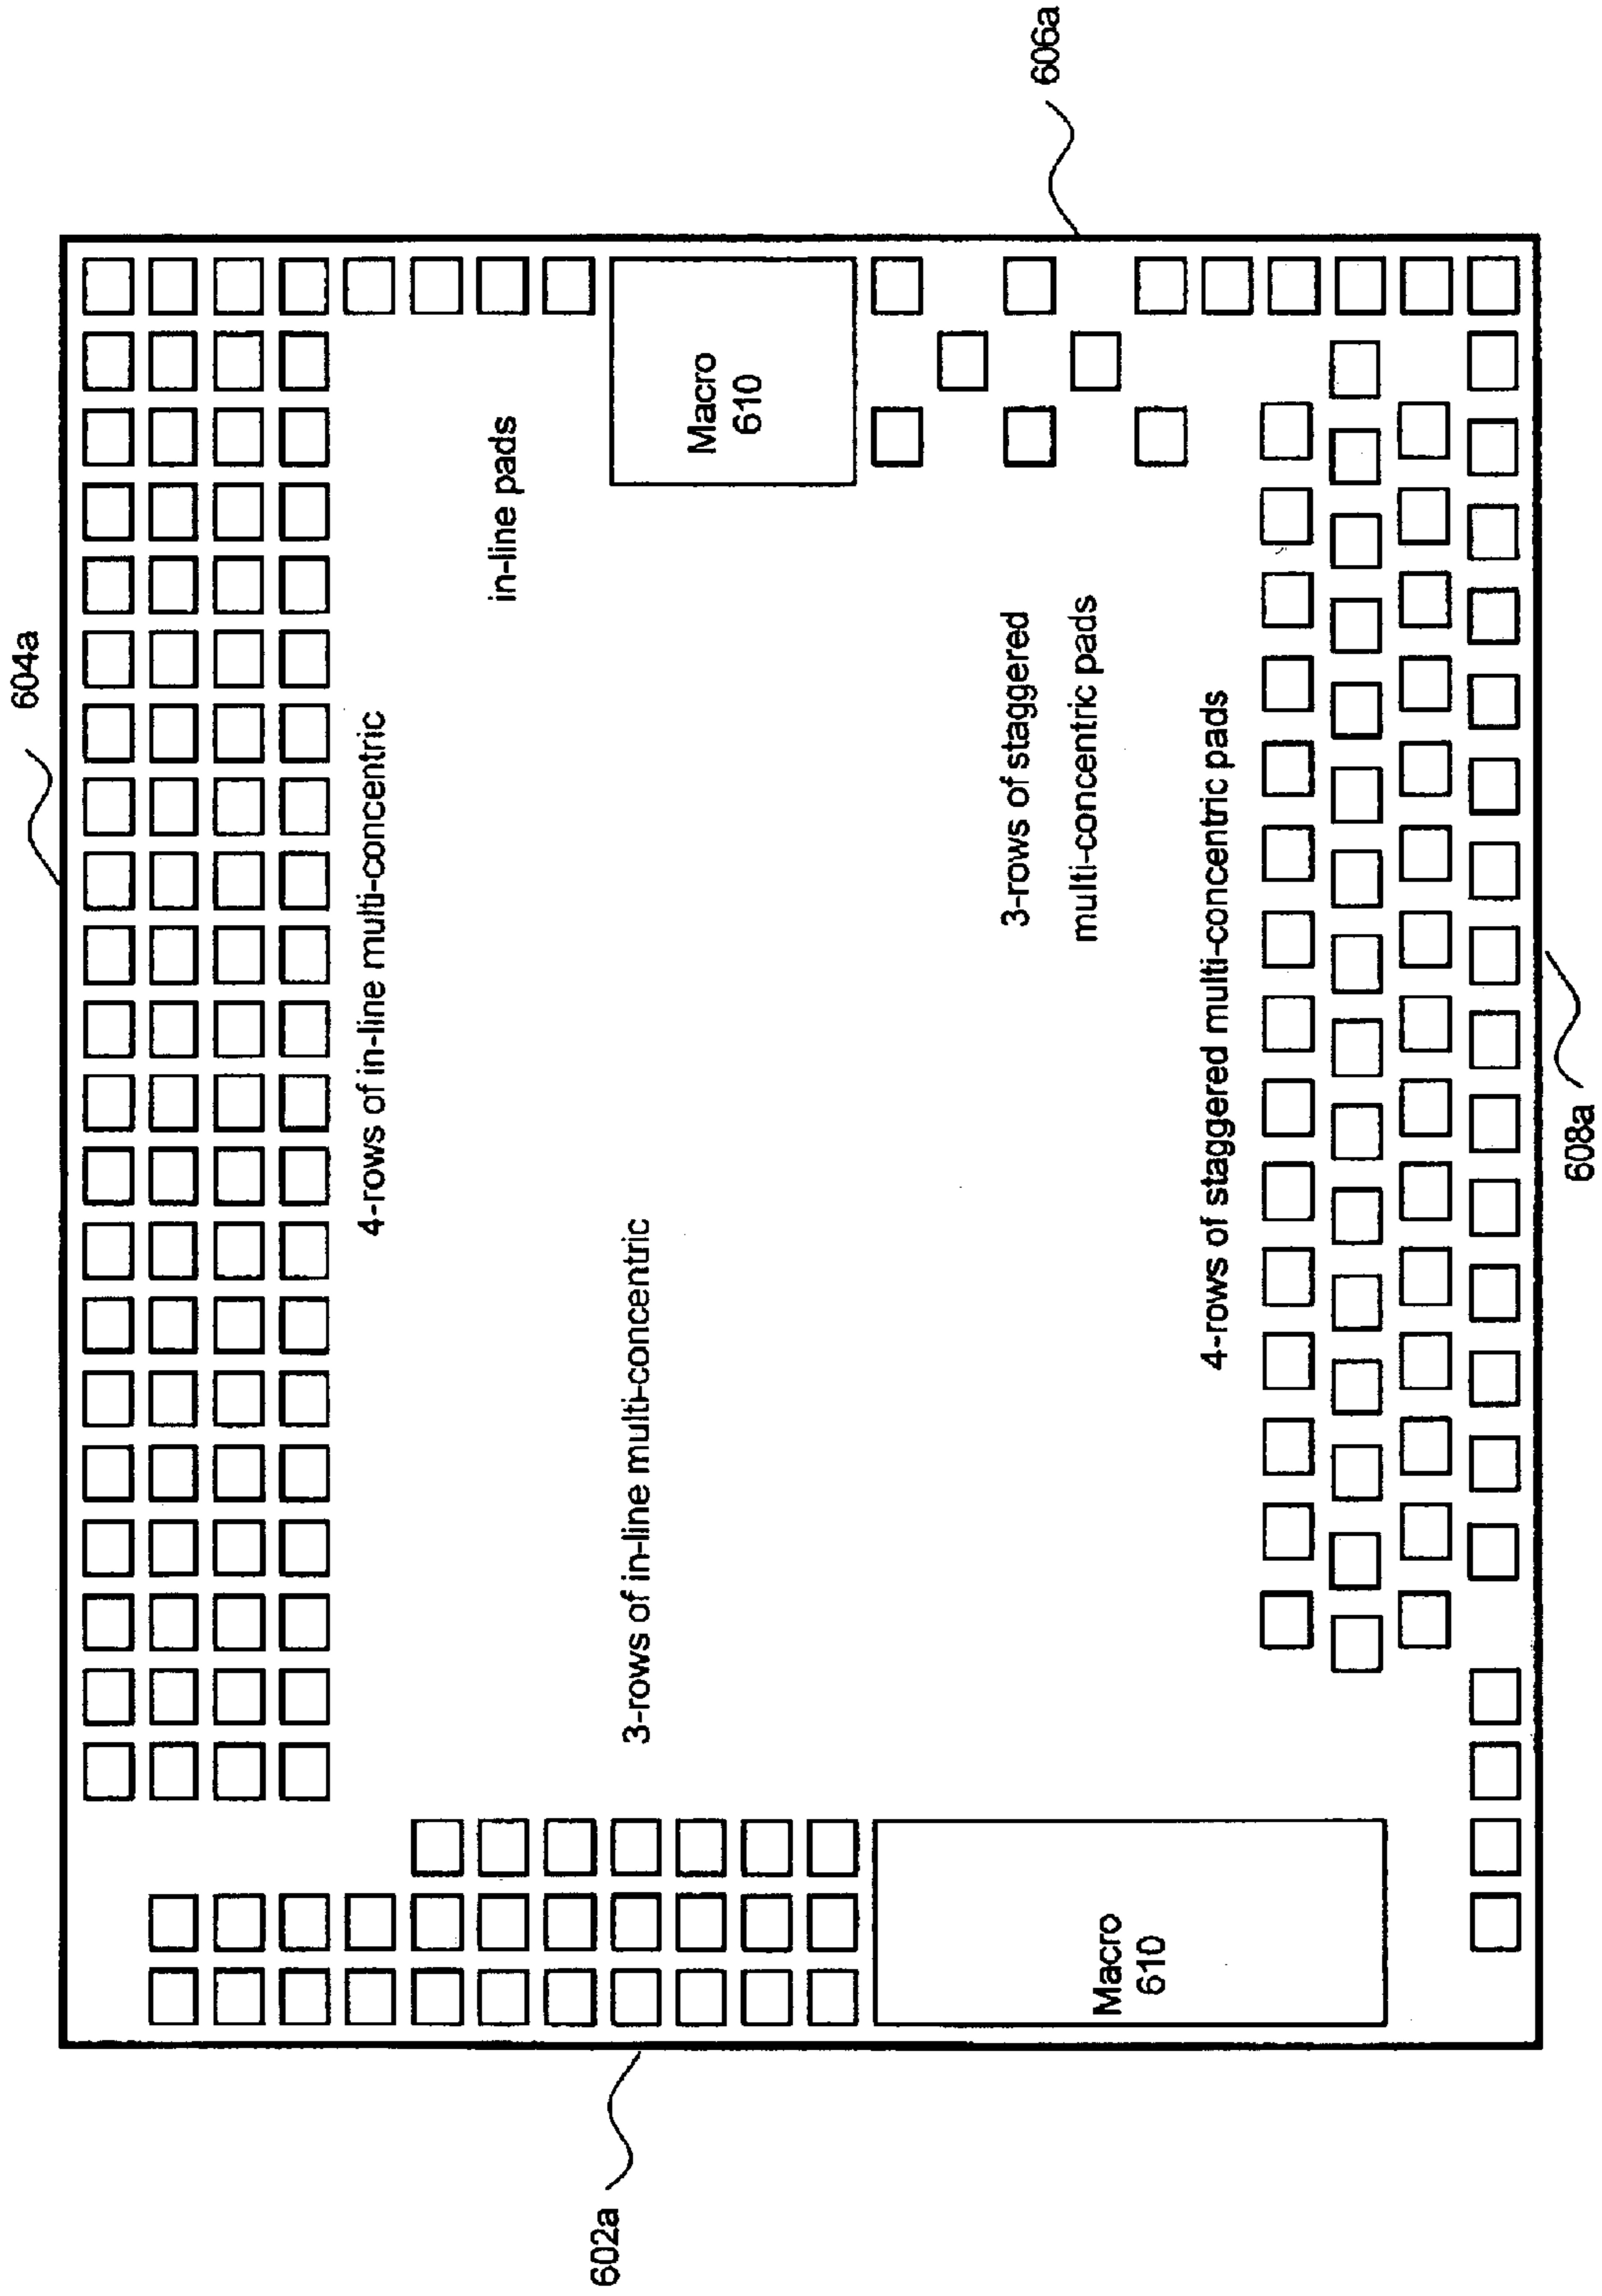 604a
606a
in-line pads
Macro
610
4-rows of in-line multi-concentric
3-rows of staggered
multi-concentric pads
3-rows of in-line multi-concentric
4-rows of staggered multi-concentric pads
Macro
610
602a
608a